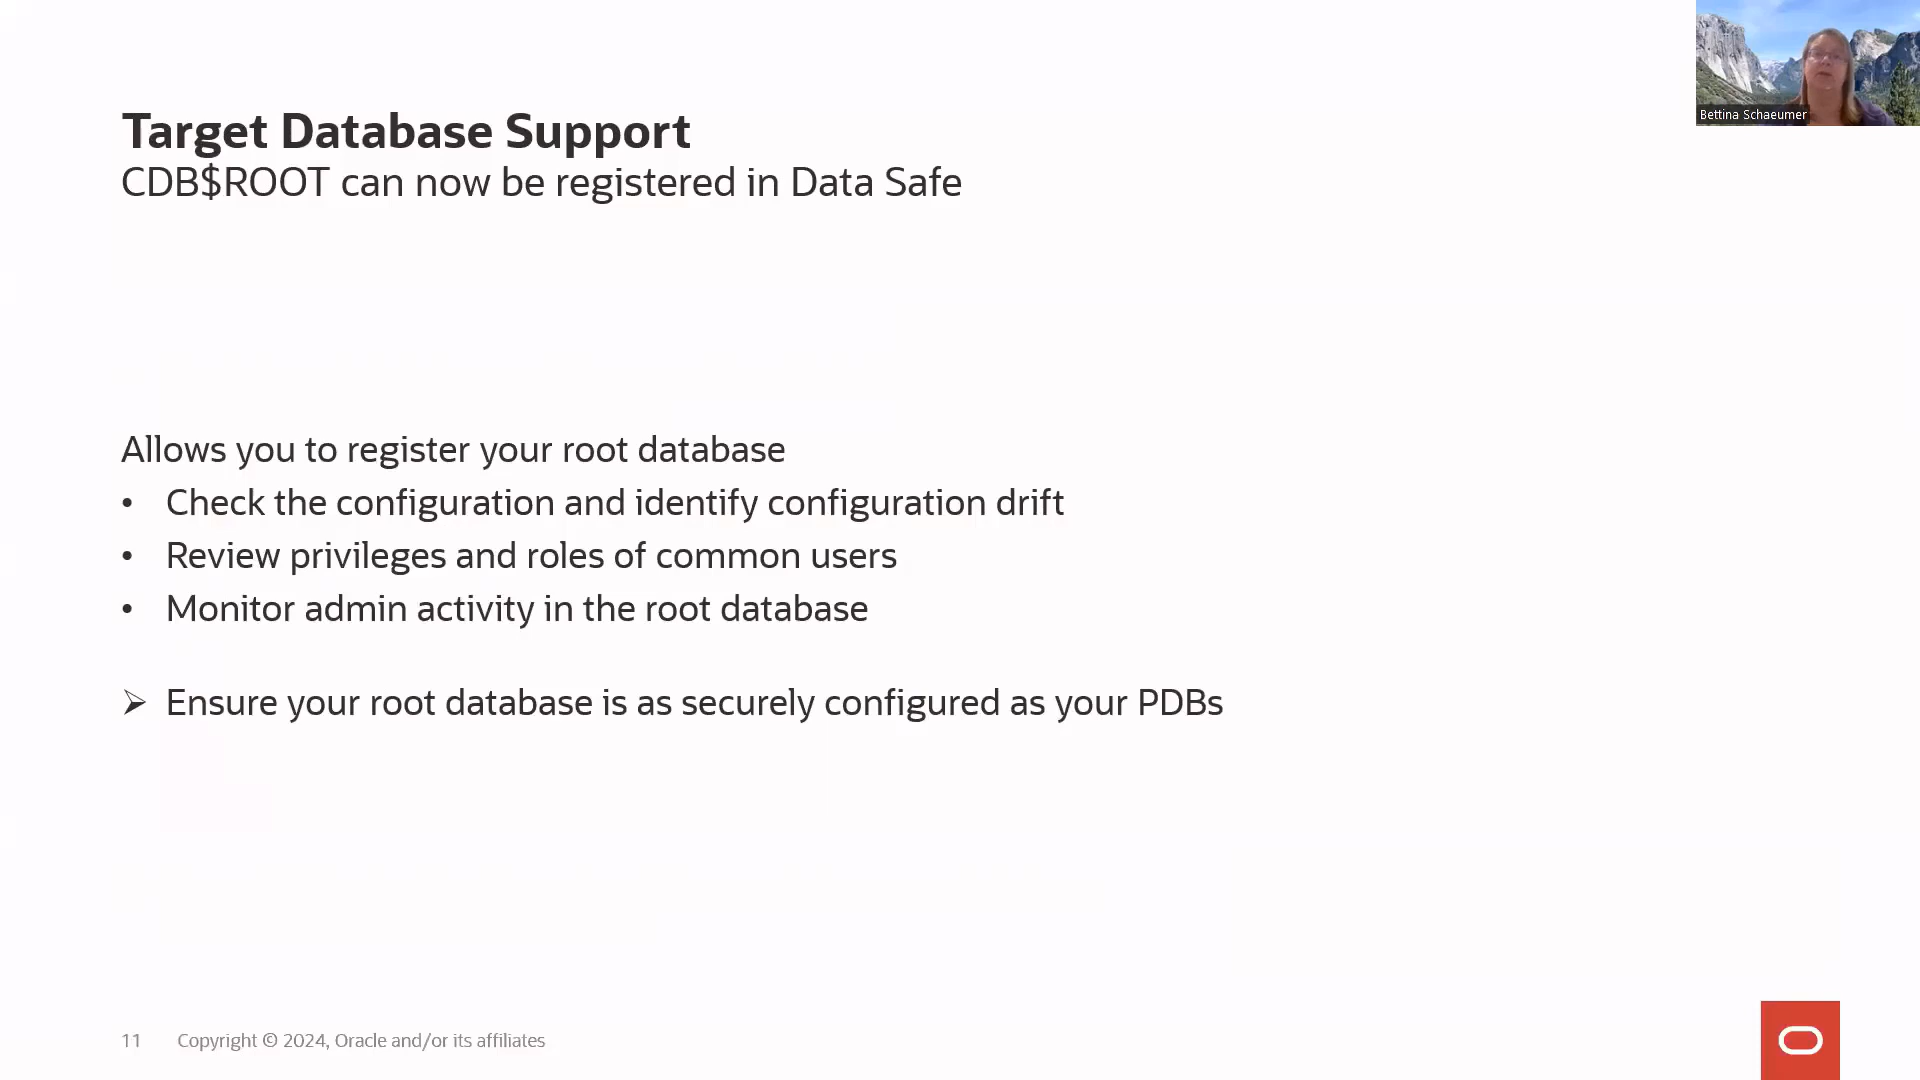 Bettina Schaeumer
Target Database Support
CDB$ROOT can now be registered in Data Safe
Allows you to register your root database
• Check the configuration and identify configuration drift
• Review privileges and roles of common users
• Monitor admin activity in the root database
➢ Ensure your root database is as securely configured as your PDBs
11 Copyright © 2024, Oracle and/or its affiliates